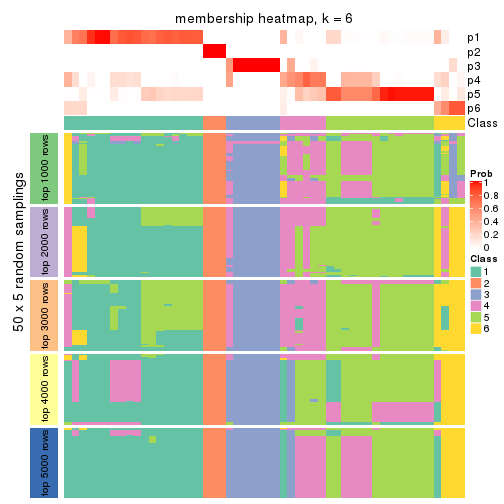 membership heatmap, k = 6
p1
p2
p3
p4
p5
p6
Class
50 x 5 random samplings
top 1000 rows
top 2000 rows
top 3000 rows
top 4000 rows
top 5000 rows
Prob
1
0.8
0.6
0.4
0.2
0
Class
1
2
3
4
5
6